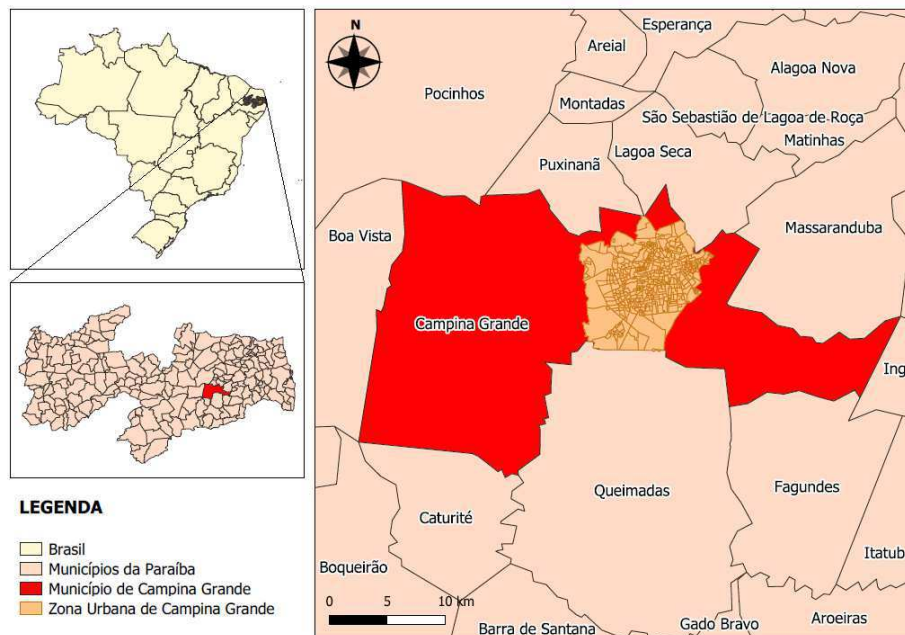 N
Esperança
Areial
Alagoa Nova
Pocinhos
Montadas
São Sebastião de Lagoa de Roça
Matinhas
Puxinanã
Lagoa Seca
Boa Vista
Massaranduba
Campina Grande
Ing
Queimadas
Fagundes
Caturité
Boqueirão
Itatub
Gado Bravo
Aroeiras
Barra de Santana
0 5 10 km
LEGENDA
Brasil
Municípios da Paraíba
Município de Campina Grande
Zona Urbana de Campina Grande